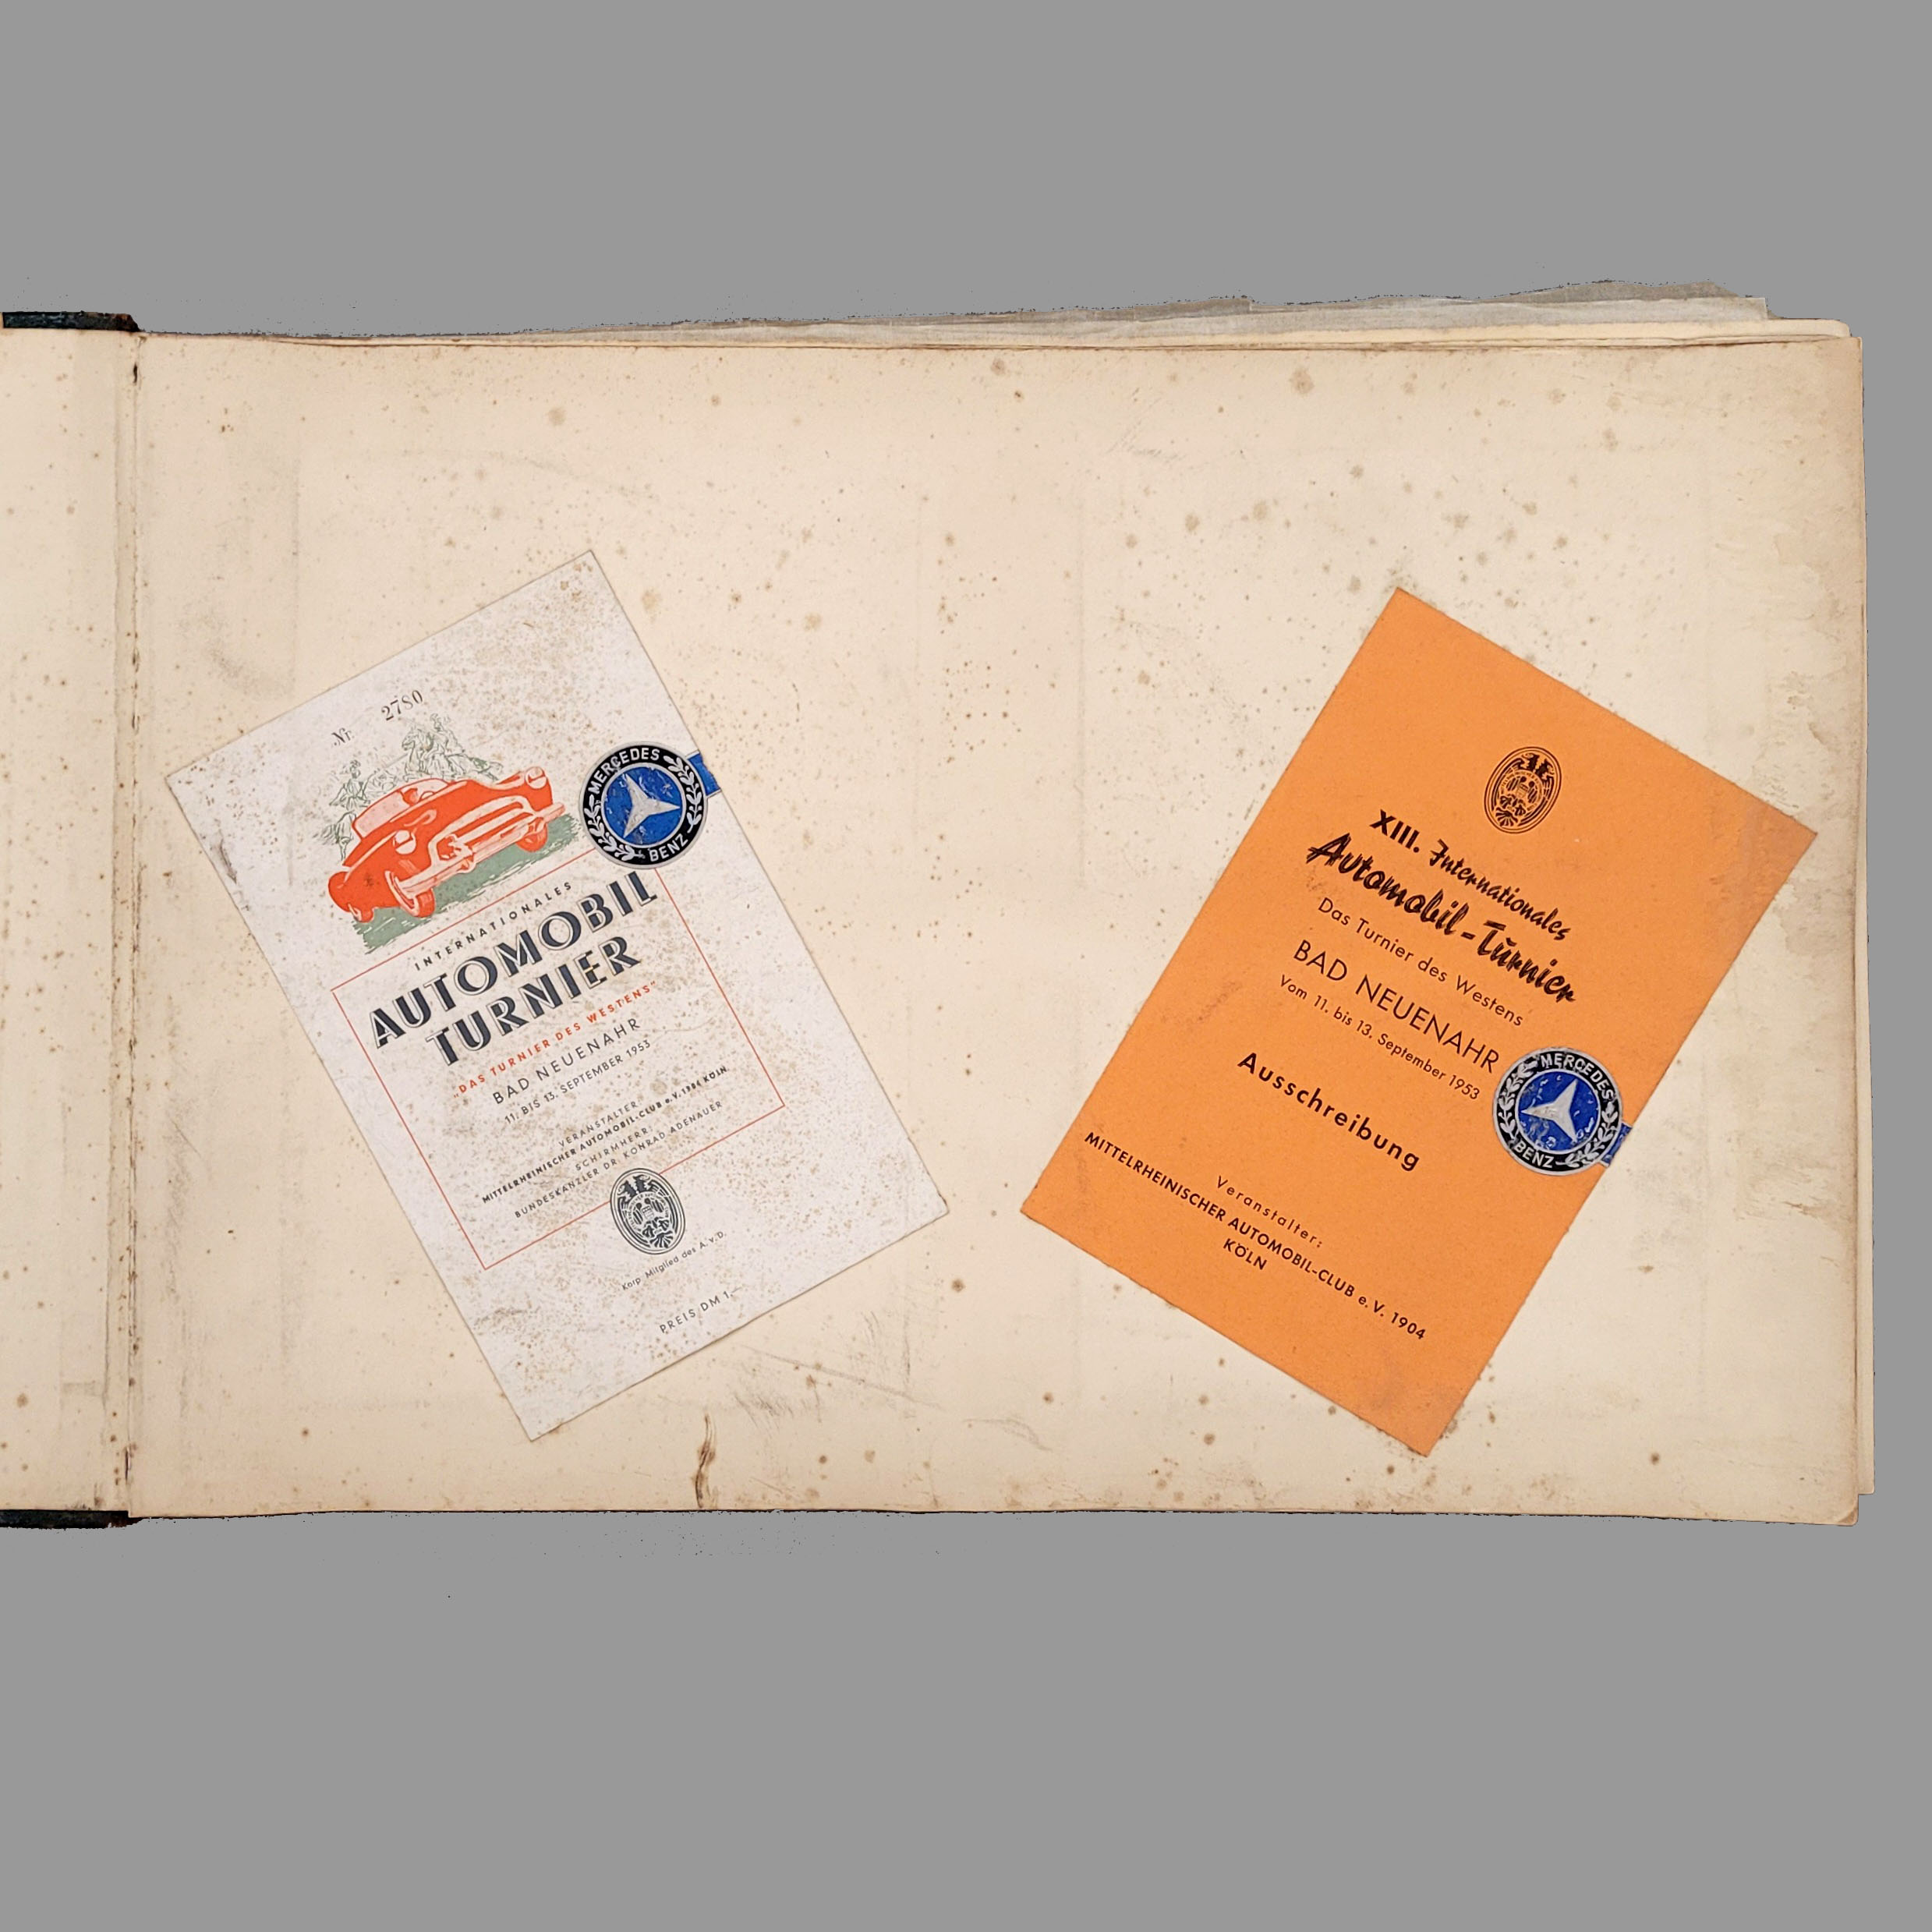 Nr. 2780
MERCEDES
BENZ
INTERNATIONALES
AUTOMOBIL
TURNIER
„DAS TURNIER DES WESTENS"
BAD NEUENAHR
11. BIS 13. SEPTEMBER 1953
VERANSTALTER:
MITTELRHEINISCHER AUTOMOBIL-CLUB e.V. 1904 KÖLN
SCHIRMHERR:
BUNDESKANZLER DR. KONRAD ADENAUER
Korp. Mitglied des A. v. D.
PREIS DM 1,—
XIII. Internationales
Automobil-Turnier
Das Turnier des Westens
BAD NEUENAHR
Vom 11. bis 13. September 1953
MERCEDES
BENZ
Ausschreibung
Veranstalter:
MITTELRHEINISCHER AUTOMOBIL-CLUB e. V. 1904
KÖLN